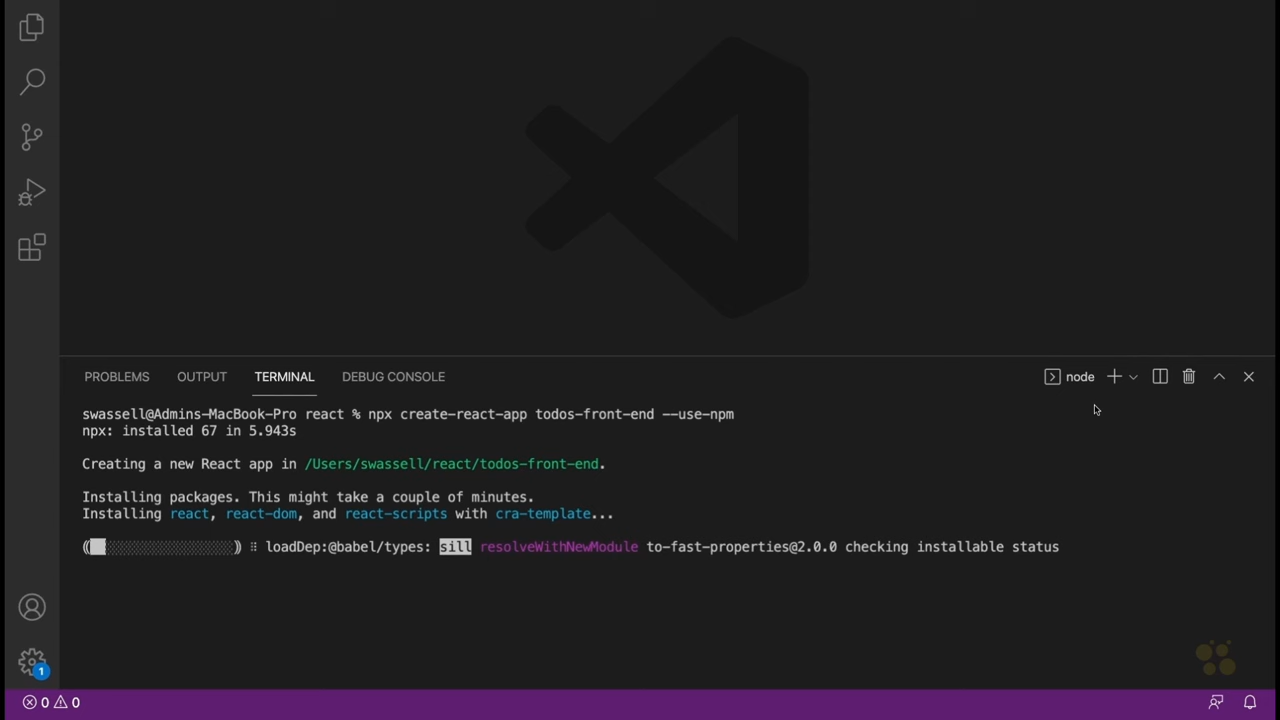 PROBLEMS OUTPUT TERMINAL DEBUG CONSOLE node
swassell@Admins-MacBook-Pro react % npx create-react-app todos-front-end --use-npm
npx: installed 67 in 5.943s
Creating a new React app in /Users/swassell/react/todos-front-end.
Installing packages. This might take a couple of minutes.
Installing react, react-dom, and react-scripts with cra-template...
loadDep:@babel/types: sill resolveWithNewModule to-fast-properties@2.0.0 checking installable status
1
0 0